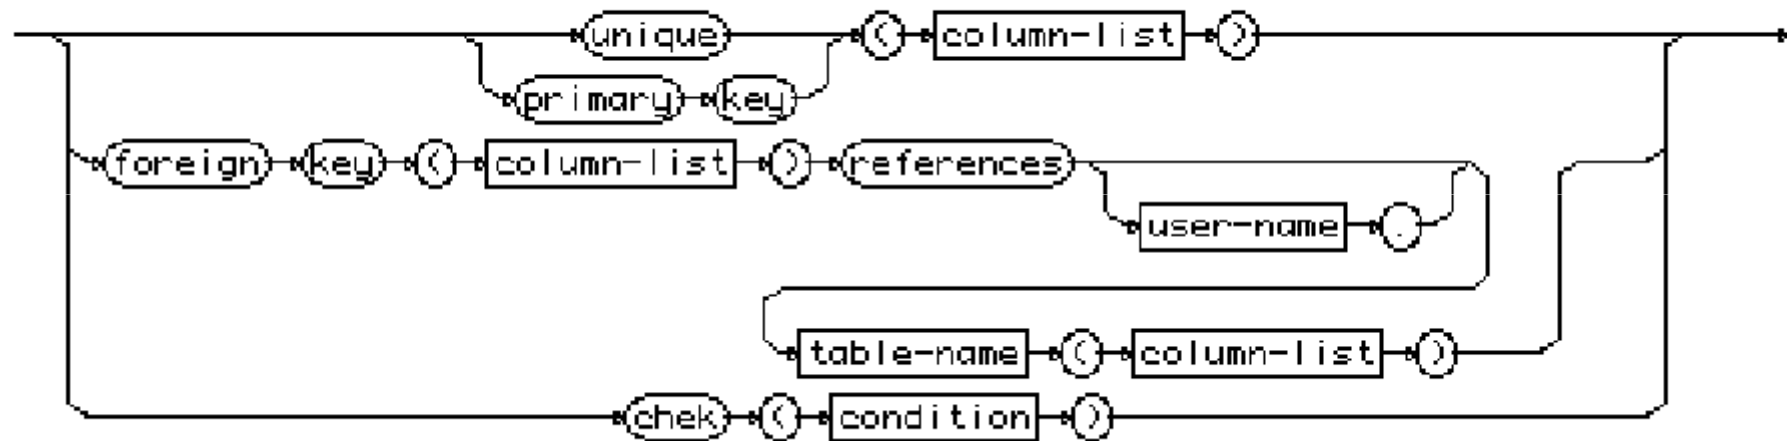 unique ( column-list )
primary key
foreign key ( column-list ) references
user-name .
table-name ( column-list )
chek ( condition )